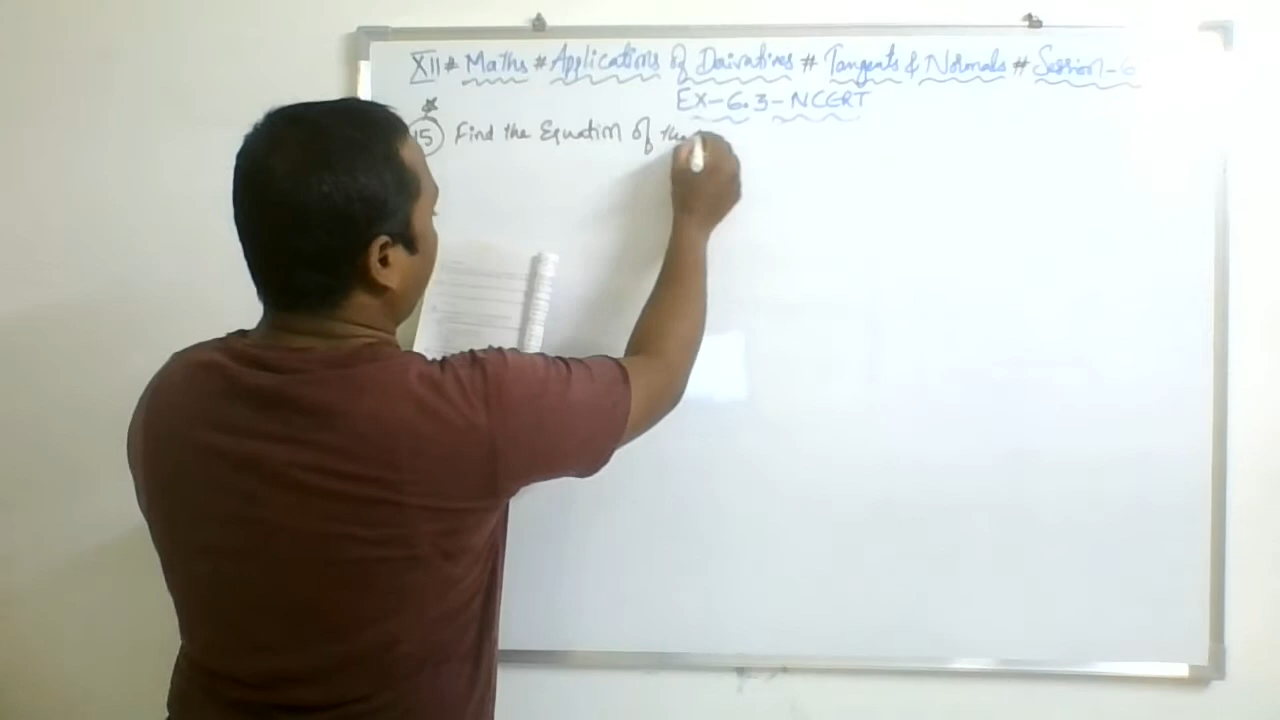 XII # Maths # Applications of Derivatives # Tangents & Normals # Session-6
EX-6.3-NCERT
15 Find the Equation of the